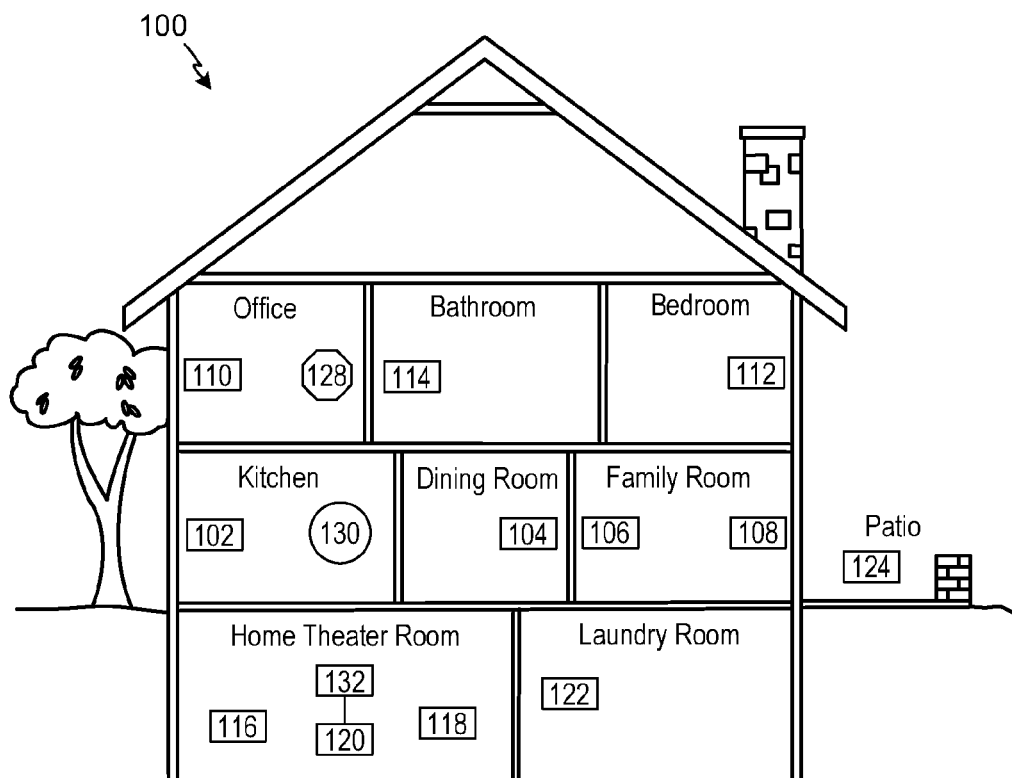 100
Office
Bathroom
Bedroom
110
128
114
112
Kitchen
Dining Room
Family Room
102
130
104
106
108
Patio
124
Home Theater Room
Laundry Room
132
122
116
120
118